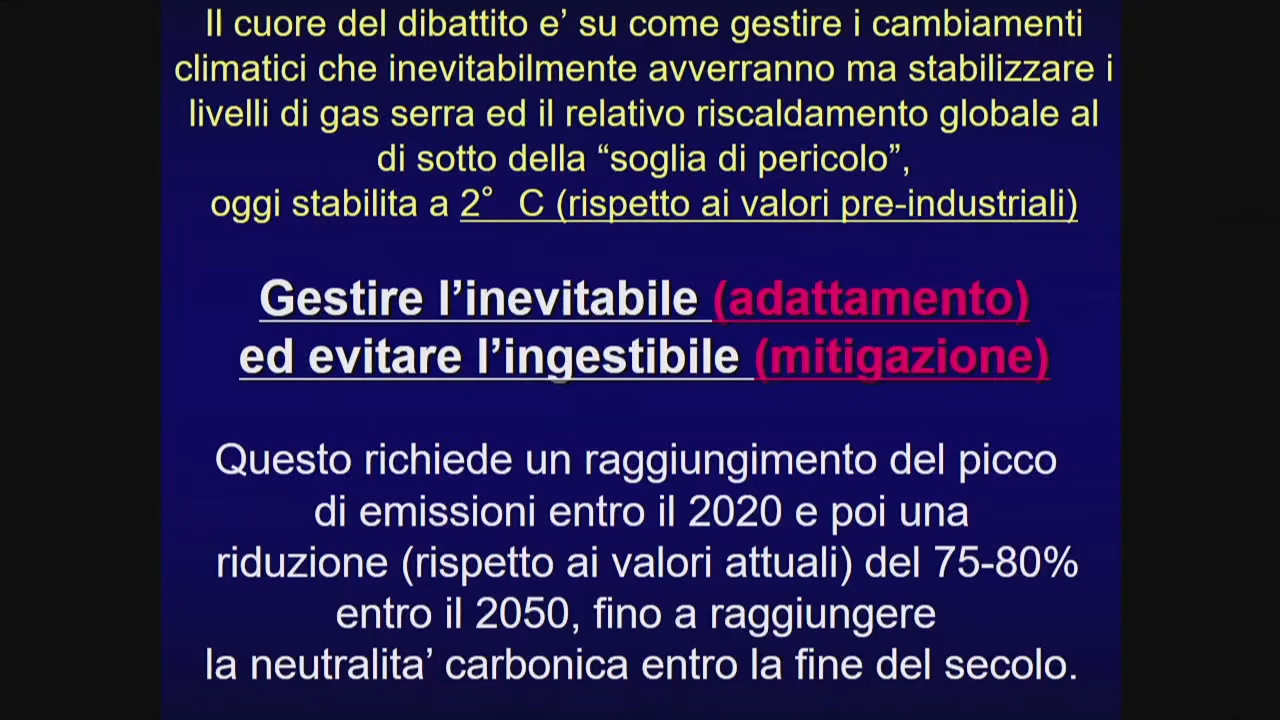 Il cuore del dibattito e’ su come gestire i cambiamenti
climatici che inevitabilmente avverranno ma stabilizzare i
livelli di gas serra ed il relativo riscaldamento globale al
di sotto della “soglia di pericolo”,
oggi stabilita a 2° C (rispetto ai valori pre-industriali)
Gestire l’inevitabile (adattamento)
ed evitare l’ingestibile (mitigazione)
Questo richiede un raggiungimento del picco
di emissioni entro il 2020 e poi una
riduzione (rispetto ai valori attuali) del 75-80%
entro il 2050, fino a raggiungere
la neutralita’ carbonica entro la fine del secolo.